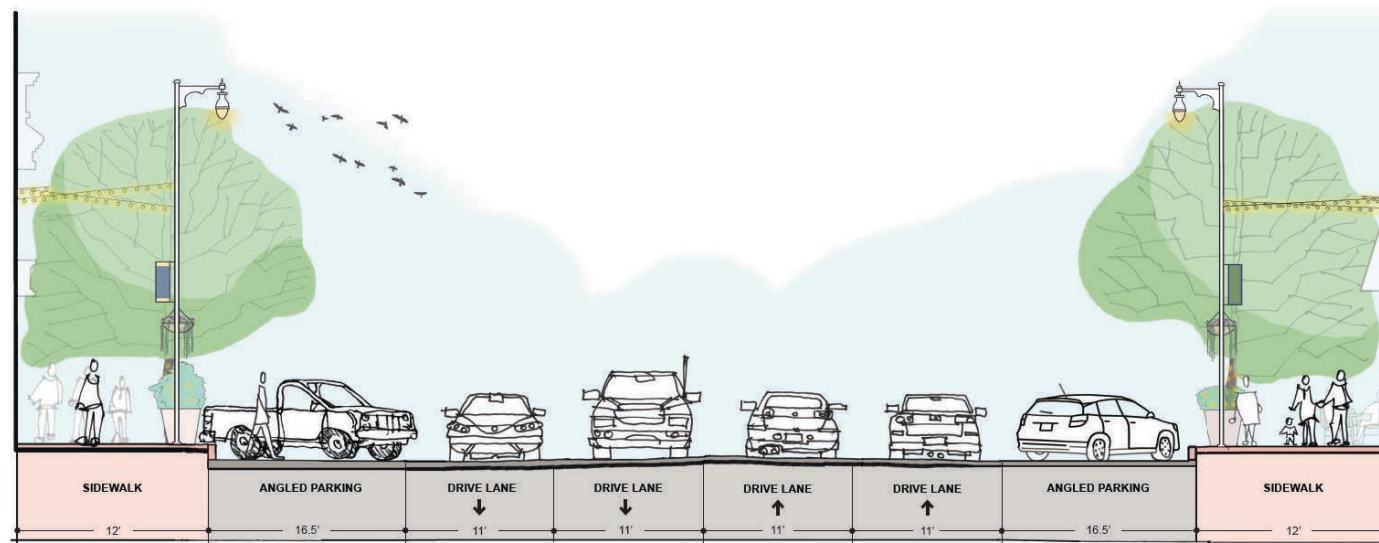 SIDEWALK
ANGLED PARKING
DRIVE LANE
DRIVE LANE
DRIVE LANE
DRIVE LANE
ANGLED PARKING
SIDEWALK
12'
16.5'
11'
11'
11'
11'
16.5'
12'